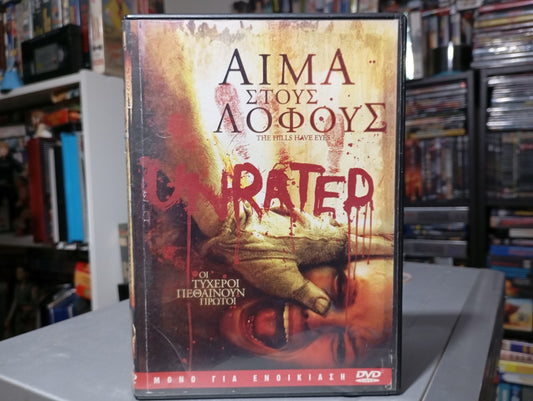 ΑΙΜΑ
ΣΤΟΥΣ
ΛΟΦΟΥΣ
THE HILLS HAVE EYES
UNRATED
ΟΙ
ΤΥΧΕΡΟΙ
ΠΕΘΑΙΝΟΥΝ
ΠΡΩΤΟΙ
ΜΟΝΟ ΓΙΑ ΕΝΟΙΚΙΑΣΗ
DVD